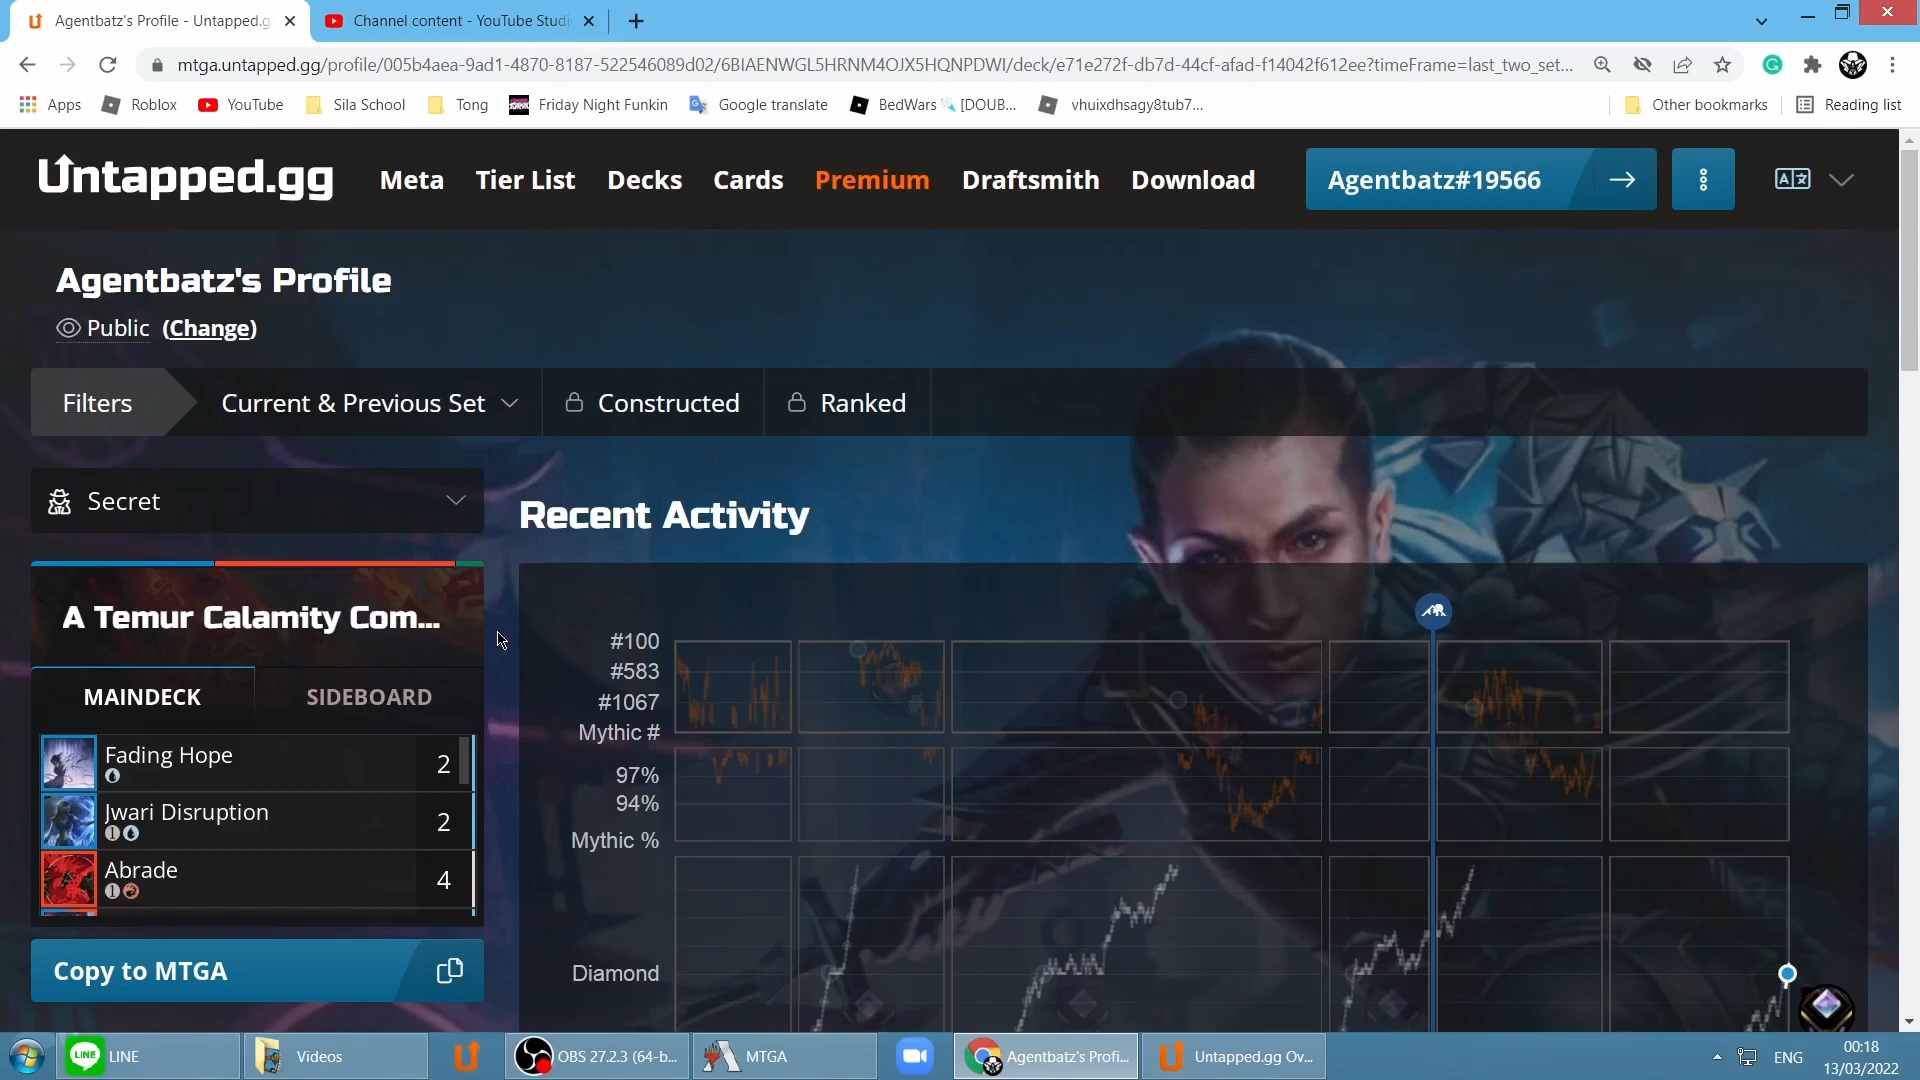 Agentbatz's Profile - Untapped.g
Channel content - YouTube Studi
mtga.untapped.gg/profile/005b4aea-9ad1-4870-8187-522546089d02/6BIAENWGL5HRNM4OJX5HQNPDWI/deck/e71e272f-db7d-44cf-afad-f14042f612ee?timeFrame=last_two_set...
Apps
Roblox
YouTube
Sila School
Tong
Friday Night Funkin
Google translate
BedWars [DOUB...
vhuixdhsagy8tub7...
Other bookmarks
Reading list
Untapped.gg
Meta
Tier List
Decks
Cards
Premium
Draftsmith
Download
Agentbatz#19566
Agentbatz's Profile
Public (Change)
Filters
Current & Previous Set
Constructed
Ranked
Secret
Recent Activity
A Temur Calamity Com...
MAINDECK
SIDEBOARD
Fading Hope
2
Jwari Disruption
1
2
Abrade
1
4
Copy to MTGA
#100
#583
#1067
Mythic #
97%
94%
Mythic %
Diamond
LINE
LINE
Videos
OBS 27.2.3 (64-b...
MTGA
Agentbatz's Profi...
Untapped.gg Ov...
ENG
00:18
13/03/2022